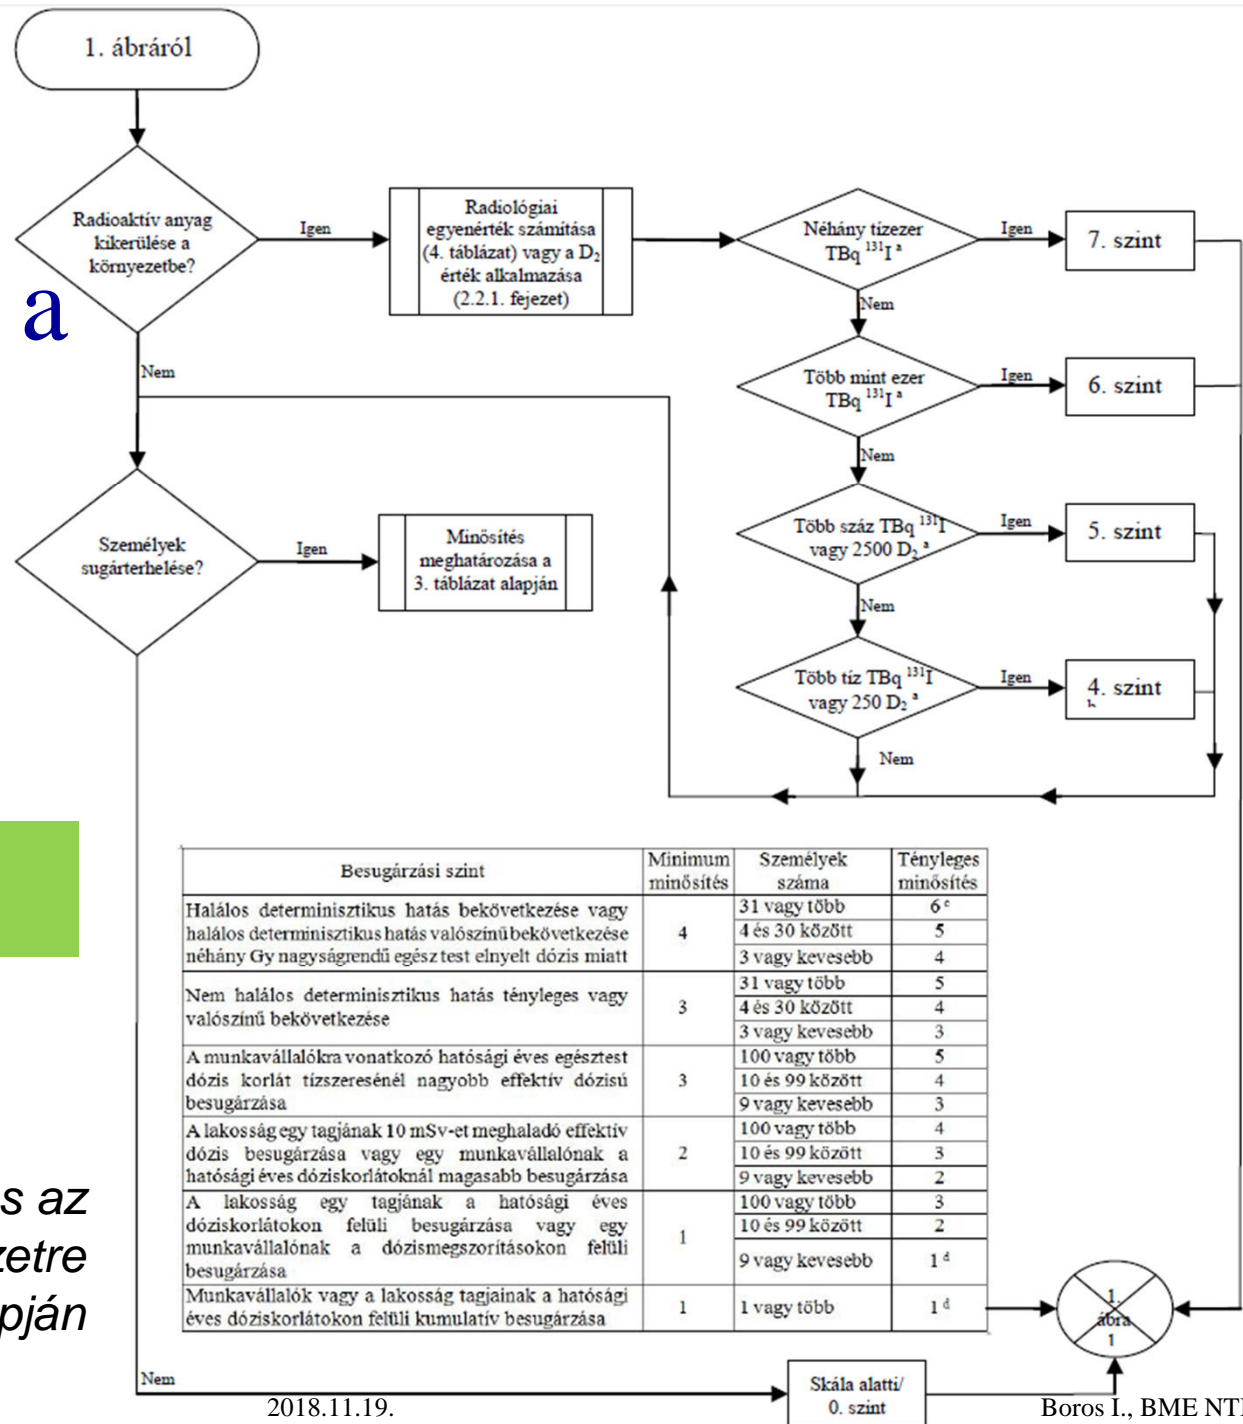 1. ábráról
Radioaktív anyag
kikerülése a
környezetbe?
Igen
Radiológiai
egyenérték számítása
(4. táblázat) vagy a D₂
érték alkalmazása
(2.2.1. fejezet)
Néhány tízezer
TBq ¹³¹I ᵃ
Igen
7. szint
a
Nem
Nem
Több mint ezer
TBq ¹³¹I ᵃ
Igen
6. szint
Nem
Személyek
sugárterhelése?
Igen
Minősítés
meghatározása a
3. táblázat alapján
Több száz TBq ¹³¹I
vagy 2500 D₂ ᵃ
Igen
5. szint
Nem
Több tíz TBq ¹³¹I
vagy 250 D₂ ᵃ
Igen
4. szint
Nem
Besugárzási szint
Minimum
minősítés
Személyek
száma
Tényleges
minősítés
Halálos determinisztikus hatás bekövetkezése vagy
halálos determinisztikus hatás valószínű bekövetkezése
néhány Gy nagyságrendű egész test elnyelt dózis miatt
4
31 vagy több 6 ᶜ
4 és 30 között 5
3 vagy kevesebb 4
Nem halálos determinisztikus hatás tényleges vagy
valószínű bekövetkezése
3
31 vagy több 5
4 és 30 között 4
3 vagy kevesebb 3
A munkavállalókra vonatkozó hatósági éves egésztest
dózis korlát tízszeresénél nagyobb effektív dózisú
besugárzása
3
100 vagy több 5
10 és 99 között 4
9 vagy kevesebb 3
A lakosság egy tagjának 10 mSv-et meghaladó effektív
dózis besugárzása vagy egy munkavállalónak a
hatósági éves dóziskorlátoknál magasabb besugárzása
2
100 vagy több 4
10 és 99 között 3
9 vagy kevesebb 2
A lakosság egy tagjának a hatósági éves
dóziskorlátokon felüli besugárzása vagy egy
munkavállalónak a dózismegszorításokon felüli
besugárzása
1
100 vagy több 3
10 és 99 között 2
9 vagy kevesebb 1 ᵈ
Munkavállalók vagy a lakosság tagjainak a hatósági
éves dóziskorlátokon felüli kumulatív besugárzása
1
1 vagy több 1 ᵈ
s az
zetre
pján
1.
ábra
1
Nem
Skála alatti/
0. szint
2018.11.19.
Boros I., BME NTI